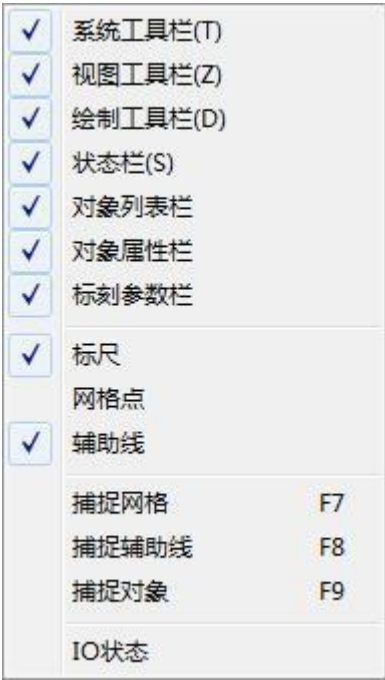 系统工具栏(T)
视图工具栏(Z)
绘制工具栏(D)
状态栏(S)
对象列表栏
对象属性栏
标刻参数栏
标尺
网格点
辅助线
捕捉网格 F7
捕捉辅助线 F8
捕捉对象 F9
IO状态